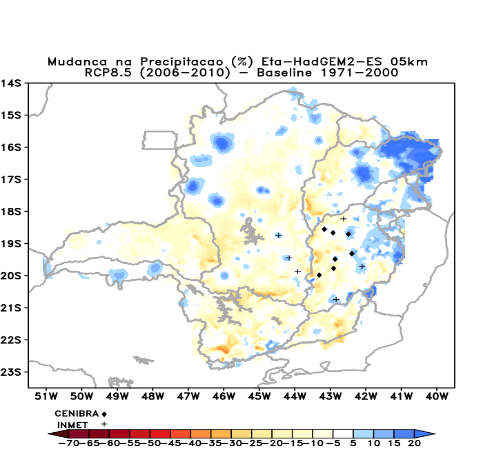 Mudanca na Precipitacao (%) Eta-HadGEM2-ES 05km
RCP8.5 (2006-2010) - Baseline 1971-2000
14S
15S
16S
17S
18S
19S
20S
21S
22S
23S
51W 50W 49W 48W 47W 46W 45W 44W 43W 42W 41W 40W
CENIBRA
INMET
-70 -65 -60 -55 -50 -45 -40 -35 -30 -25 -20 -15 -10 -5 5 10 15 20